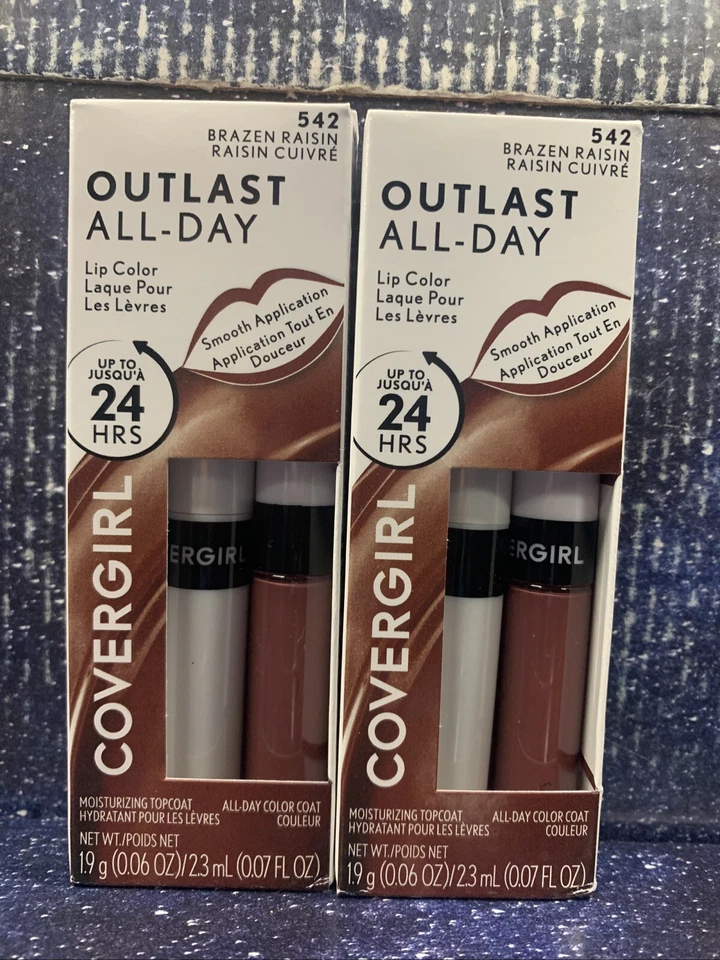 542
BRAZEN RAISIN
RAISIN CUIVRÉ
OUTLAST
ALL-DAY
Lip Color
Laque Pour
Les Lèvres
Smooth Application
Application Tout En
Douceur
UP TO
JUSQU'À
24
HRS
COVERGIRL
ERGIRL
MOISTURIZING TOPCOAT
HYDRATANT POUR LES LÈVRES
ALL-DAY COLOR COAT
COULEUR
NET WT./POIDS NET
1.9 g (0.06 OZ)/2.3 mL (0.07 FL OZ)
542
BRAZEN RAISIN
RAISIN CUIVRÉ
OUTLAST
ALL-DAY
Lip Color
Laque Pour
Les Lèvres
Smooth Application
Application Tout En
Douceur
UP TO
JUSQU'À
24
HRS
COVERGIRL
ERGIRL
MOISTURIZING TOPCOAT
HYDRATANT POUR LES LÈVRES
ALL-DAY COLOR COAT
COULEUR
NET WT./POIDS NET
1.9 g (0.06 OZ)/2.3 mL (0.07 FL OZ)